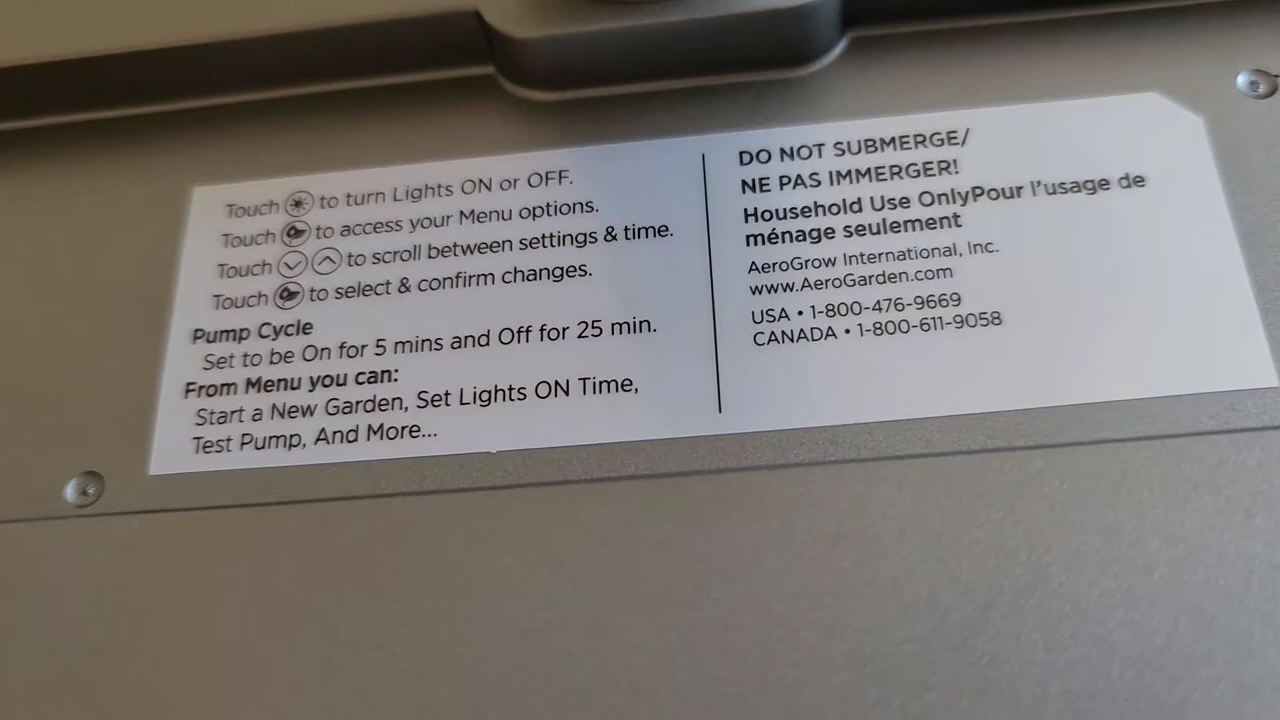 Touch to turn Lights ON or OFF.
Touch to access your Menu options.
Touch to scroll between settings & time.
Touch to select & confirm changes.
Pump Cycle
Set to be On for 5 mins and Off for 25 min.
From Menu you can:
Start a New Garden, Set Lights ON Time,
Test Pump, And More...
DO NOT SUBMERGE/
NE PAS IMMERGER!
Household Use OnlyPour l'usage de
ménage seulement
AeroGrow International, Inc.
www.AeroGarden.com
USA • 1-800-476-9669
CANADA • 1-800-611-9058